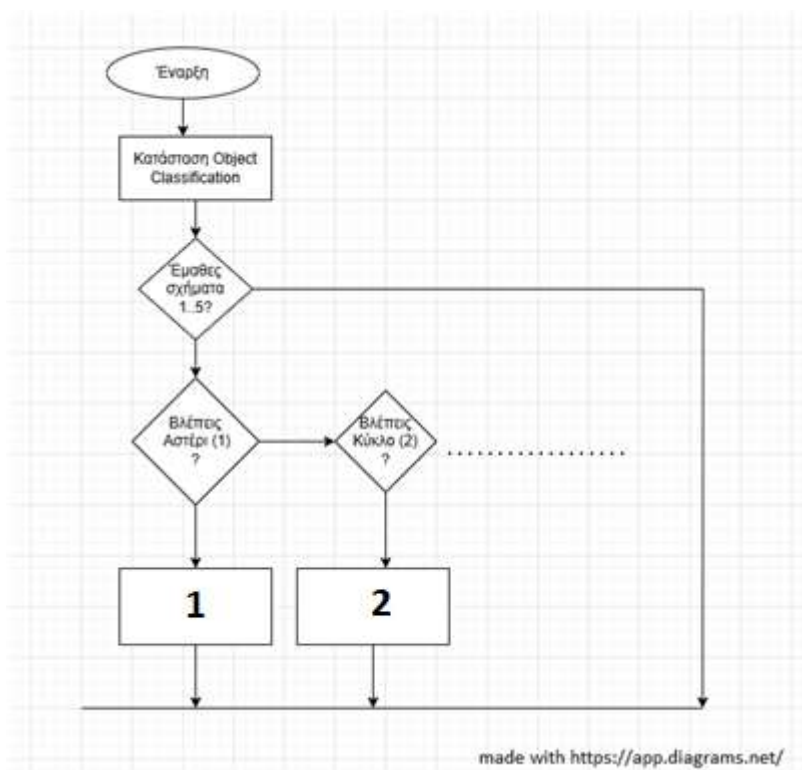 Έναρξη
Κατάσταση Object
Classification
Έμαθες
σχήματα
1..5?
Βλέπεις
Αστέρι (1)
?
Βλέπεις
Κύκλο (2)
?
1
2
made with https://app.diagrams.net/